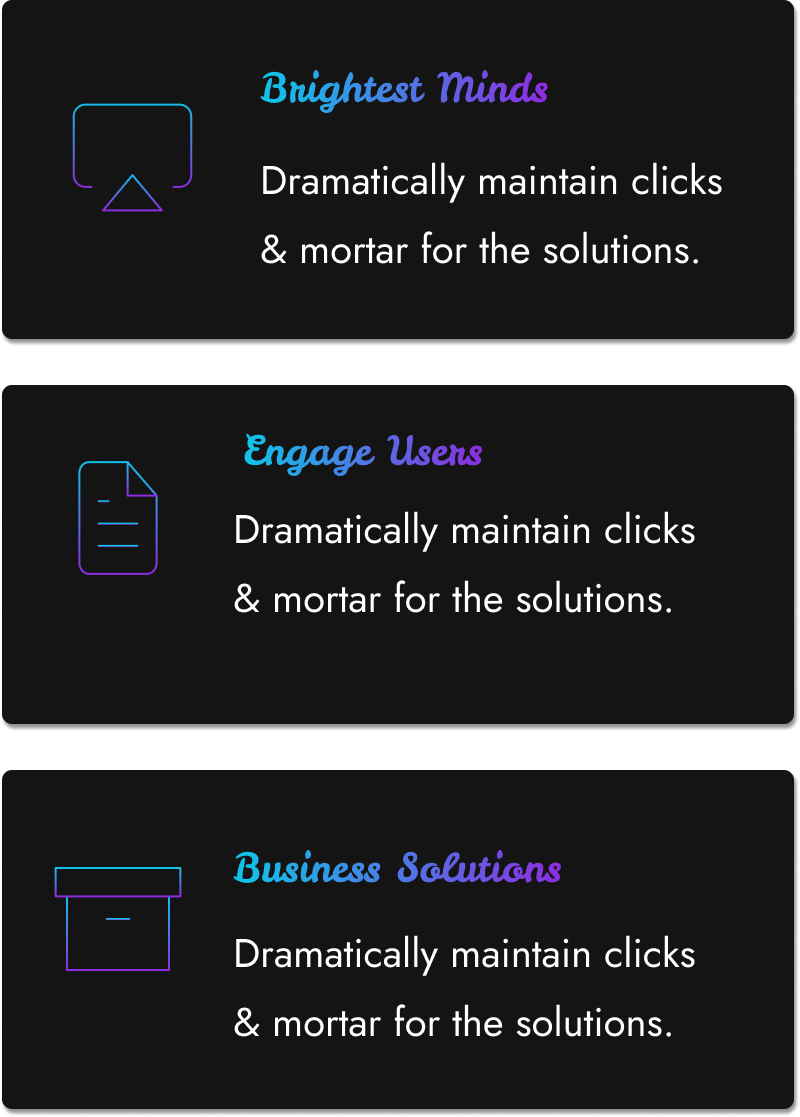 Brightest Minds
Dramatically maintain clicks
& mortar for the solutions.
Engage Users
Dramatically maintain clicks
& mortar for the solutions.
Business Solutions
Dramatically maintain clicks
& mortar for the solutions.